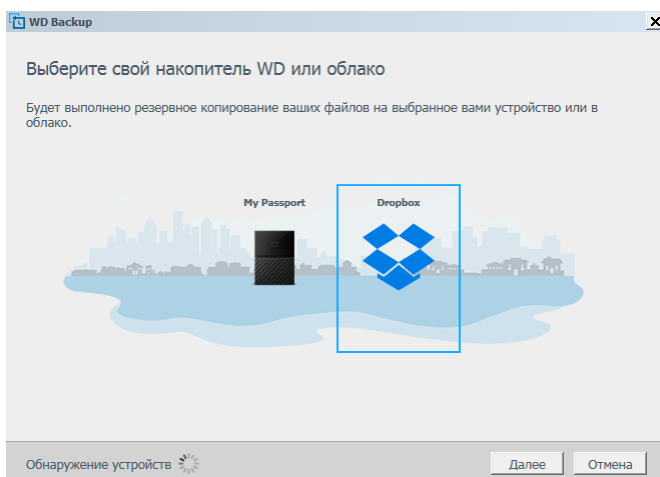 WD Backup
Выберите свой накопитель WD или облако
Будет выполнено резервное копирование ваших файлов на выбранное вами устройство или в
облако.
My Passport
Dropbox
Обнаружение устройств
Далее
Отмена